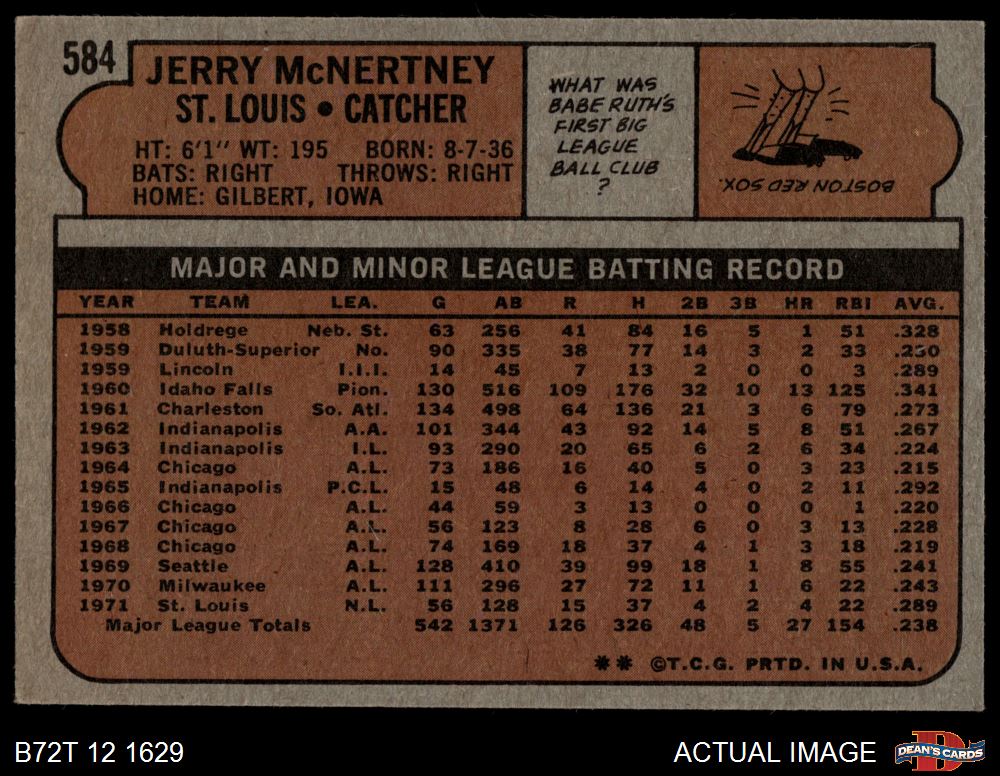 584
JERRY McNERTNEY
ST. LOUIS • CATCHER
HT: 6'1" WT: 195 BORN: 8-7-36
BATS: RIGHT THROWS: RIGHT
HOME: GILBERT, IOWA
WHAT WAS
BABE RUTH'S
FIRST BIG
LEAGUE
BALL CLUB
?
BOSTON RED SOX.
MAJOR AND MINOR LEAGUE BATTING RECORD
YEAR TEAM LEA. G AB R H 2B 3B HR RBI AVG.
1958 Holdrege Neb. St. 63 256 41 84 16 5 1 51 .328
1959 Duluth-Superior No. 90 335 38 77 14 3 2 33 .230
1959 Lincoln I.I.I. 14 45 7 13 2 0 0 3 .289
1960 Idaho Falls Pion. 130 516 109 176 32 10 13 125 .341
1961 Charleston So. Atl. 134 498 64 136 21 3 6 79 .273
1962 Indianapolis A.A. 101 344 43 92 14 5 8 51 .267
1963 Indianapolis I.L. 93 290 20 65 6 2 6 34 .224
1964 Chicago A.L. 73 186 16 40 5 0 3 23 .215
1965 Indianapolis P.C.L. 15 48 6 14 4 0 2 11 .292
1966 Chicago A.L. 44 59 3 13 0 0 0 1 .220
1967 Chicago A.L. 56 123 8 28 6 0 3 13 .228
1968 Chicago A.L. 74 169 18 37 4 1 3 18 .219
1969 Seattle A.L. 128 410 39 99 18 1 8 55 .241
1970 Milwaukee A.L. 111 296 27 72 11 1 6 22 .243
1971 St. Louis N.L. 56 128 15 37 4 2 4 22 .289
Major League Totals 542 1371 126 326 48 5 27 154 .238
** ©T.C.G. PRTD. IN U.S.A.
B72T 12 1629
ACTUAL IMAGE
DEAN'S CARDS